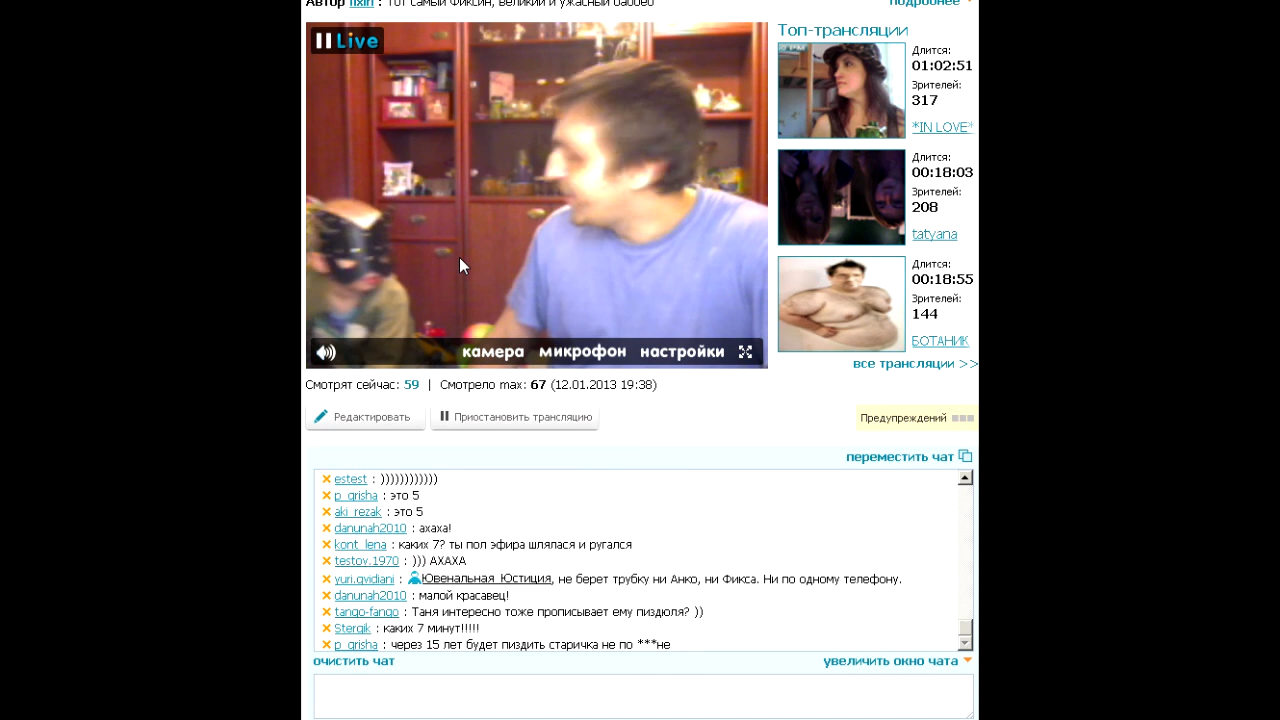 Автор fixin : Тот самый Фиксин, великий и ужасный
подробнее
Live
камера микрофон настройки
Топ-трансляции
Длится:
01:02:51
Зрителей:
317
*IN LOVE*
Длится:
00:18:03
Зрителей:
208
tatyana
Длится:
00:18:55
Зрителей:
144
БОТАНИК
все трансляции >>
Смотрят сейчас: 59 | Смотрело max: 67 (12.01.2013 19:38)
Редактировать
Приостановить трансляцию
Предупреждений
переместить чат
estest : ))))))))))))
p_grisha : это 5
aki_rezak : это 5
danunah2010 : ахаха!
kont_lena : каких 7? ты пол эфира шлялася и ругался
testov.1970 : ))) АХАХА
yuri.gvidiani : Ювенальная_Юстиция, не берет трубку ни Анко, ни Фикса. Ни по одному телефону.
danunah2010 : малой красавец!
tango-fango : Таня интересно тоже прописывает ему пиздюля? ))
Stergik : каких 7 минут!!!!!
p_grisha : через 15 лет будет пиздить старичка не по ***не
очистить чат
увеличить окно чата